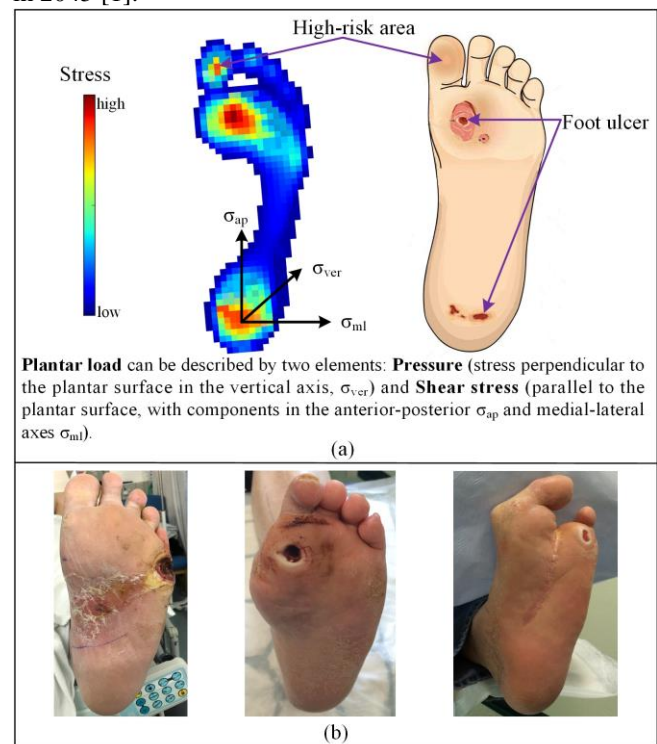 in 2045 [1].
High-risk area
Stress
high
Foot ulcer
σap
σver
low
σml
Plantar load can be described by two elements: Pressure (stress perpendicular to
the plantar surface in the vertical axis, σver) and Shear stress (parallel to the
plantar surface, with components in the anterior-posterior σap and medial-lateral
axes σml).
(a)
(b)